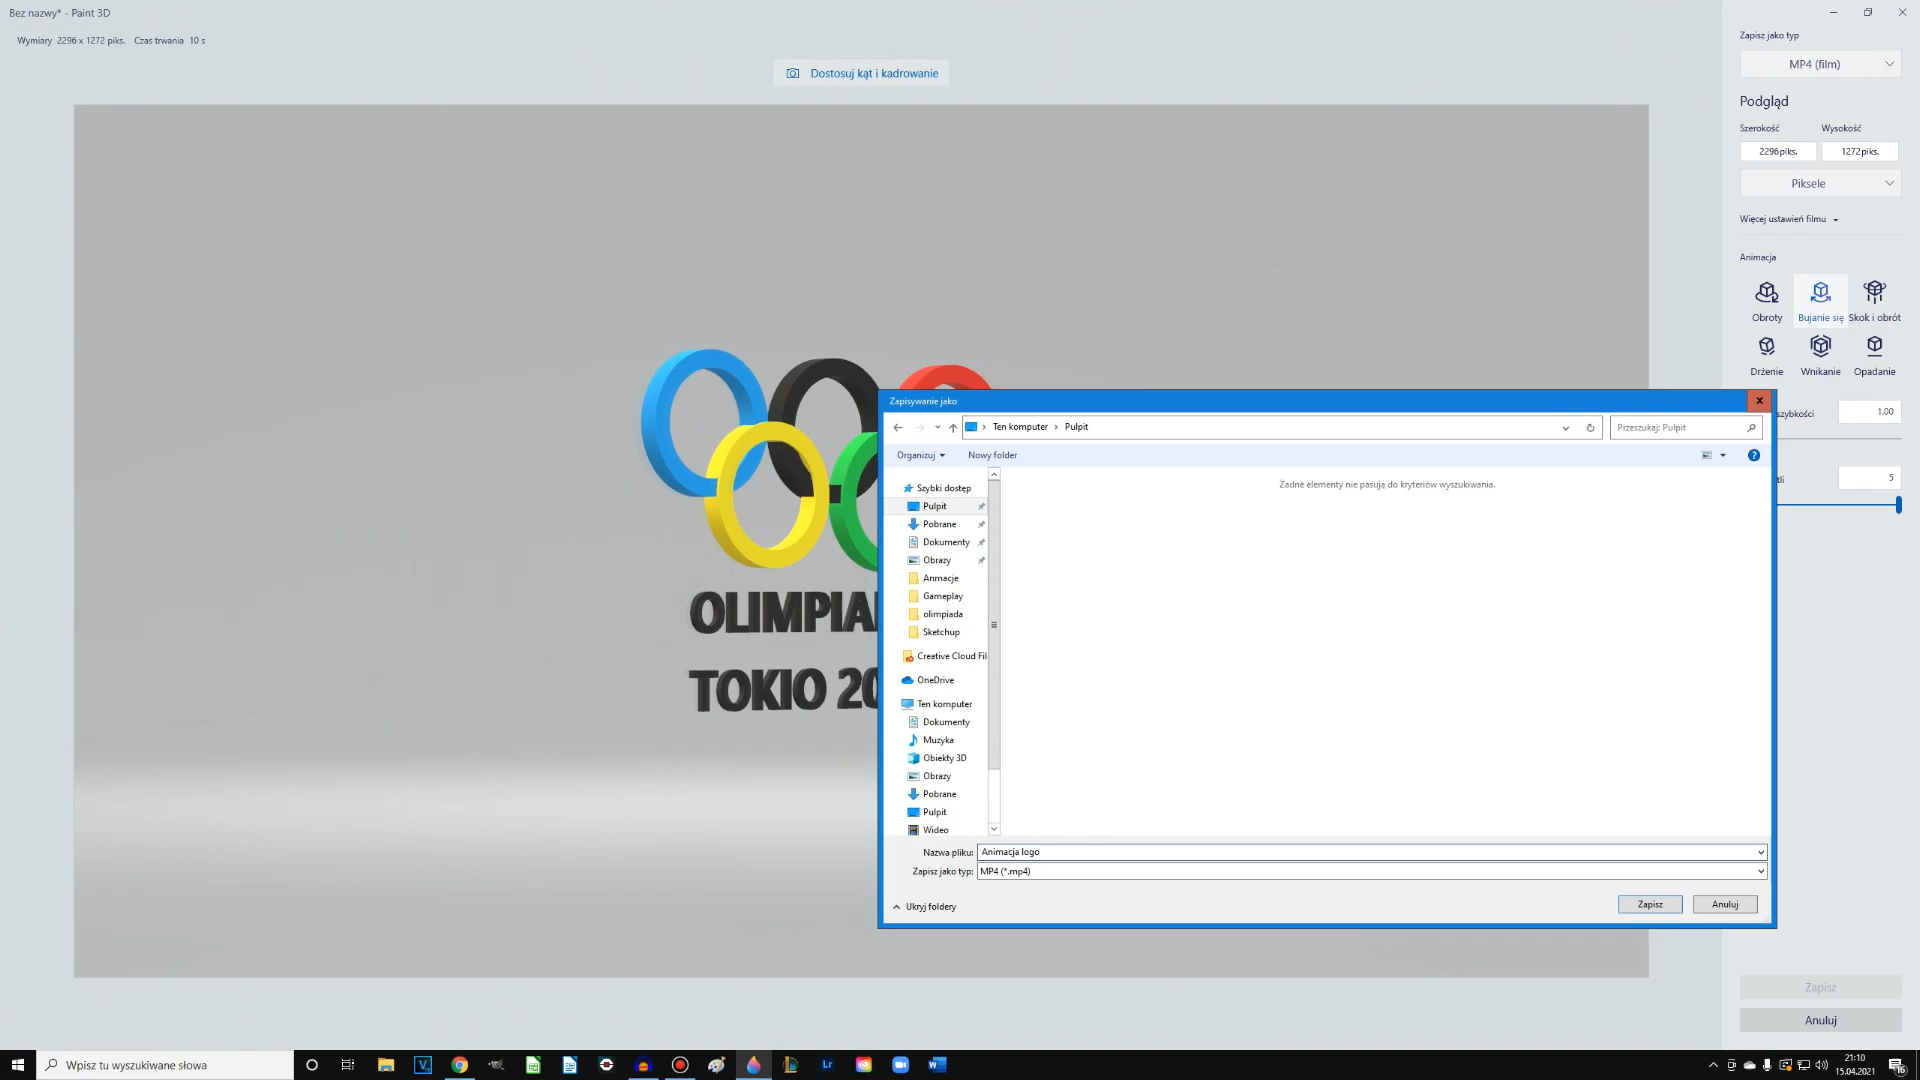 Bez nazwy* - Paint 3D
Wymiary 2296 x 1272 piks. Czas trwania 10 s
Dostosuj kąt i kadrowanie
Zapisz jako typ
MP4 (film)
Podgląd
Szerokość Wysokość
2296piks. 1272piks.
Piksele
Więcej ustawień filmu
Animacja
Obroty Bujanie się Skok i obrót
Drżenie Wnikanie Opadanie
szybkości 1.00
5
Zapisz
Anuluj
OLIMPIA
TOKIO 20
Zapisywanie jako
Ten komputer > Pulpit
Przeszukaj: Pulpit
Organizuj Nowy folder
Żadne elementy nie pasują do kryteriów wyszukiwania.
Szybki dostęp
Pulpit
Pobrane
Dokumenty
Obrazy
Anmacje
Gameplay
olimpiada
Sketchup
Creative Cloud Fil
OneDrive
Ten komputer
Dokumenty
Muzyka
Obiekty 3D
Obrazy
Pobrane
Pulpit
Wideo
Nazwa pliku: Animacja logo
Zapisz jako typ: MP4 (*.mp4)
Ukryj foldery
Zapisz Anuluj
Wpisz tu wyszukiwane słowa
Lr
21:10
15.04.2021
16